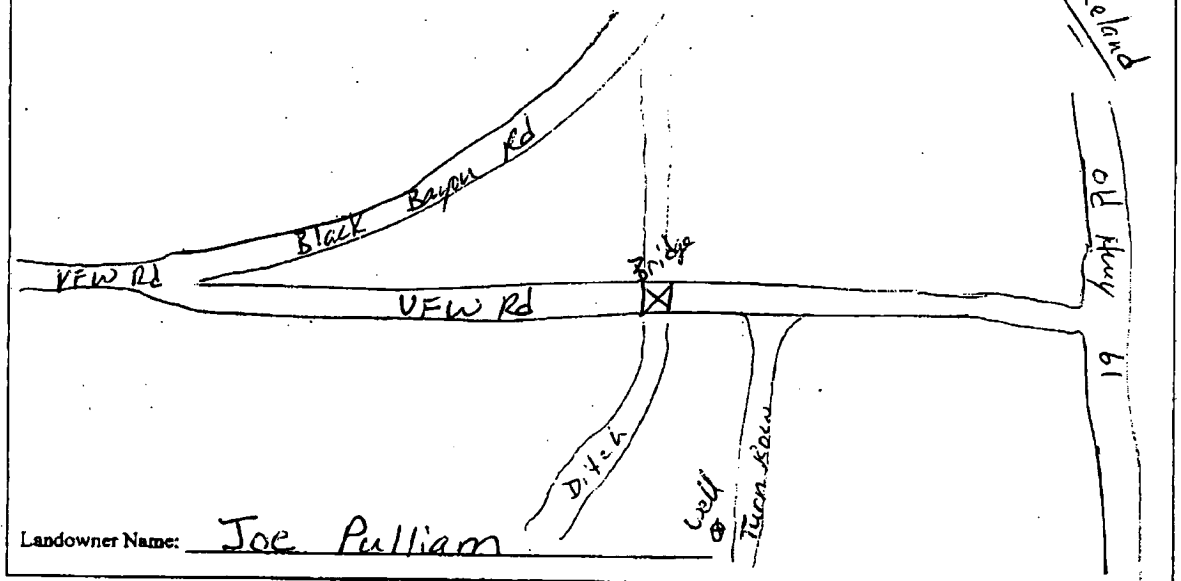 eland
Black Bayou Rd
Old Hwy 61
Bridge
VFW Rd
VFW Rd
Ditch
Well
Turn Row
Landowner Name: Joe Pulliam